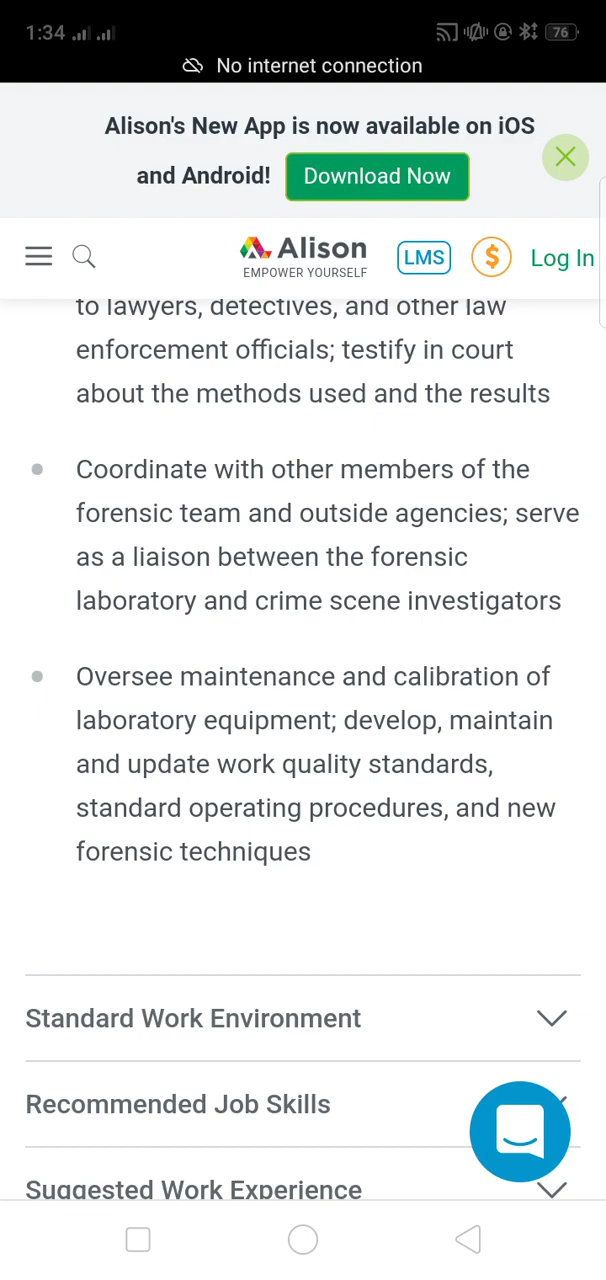 1:34
76
No internet connection
Alison's New App is now available on iOS
and Android!
Download Now
Alison
EMPOWER YOURSELF
LMS
$
Log In
to lawyers, detectives, and other law
enforcement officials; testify in court
about the methods used and the results
Coordinate with other members of the
forensic team and outside agencies; serve
as a liaison between the forensic
laboratory and crime scene investigators
Oversee maintenance and calibration of
laboratory equipment; develop, maintain
and update work quality standards,
standard operating procedures, and new
forensic techniques
Standard Work Environment
Recommended Job Skills
Suggested Work Experience